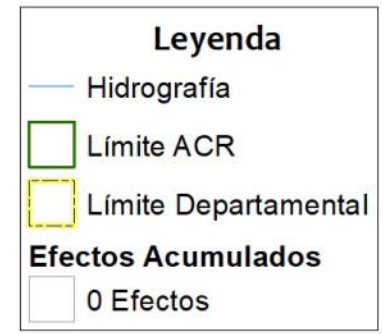 Leyenda
Hidrografía
Límite ACR
Límite Departamental
Efectos Acumulados
0 Efectos